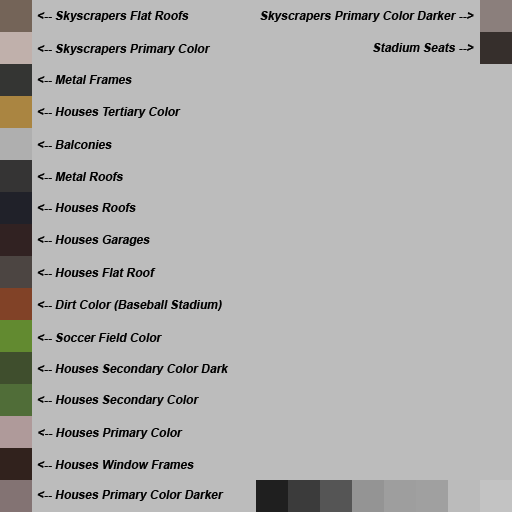 <-- Skyscrapers Flat Roofs
Skyscrapers Primary Color Darker -->
<-- Skyscrapers Primary Color
Stadium Seats -->
<-- Metal Frames
<-- Houses Tertiary Color
<-- Balconies
<-- Metal Roofs
<-- Houses Roofs
<-- Houses Garages
<-- Houses Flat Roof
<-- Dirt Color (Baseball Stadium)
<-- Soccer Field Color
<-- Houses Secondary Color Dark
<-- Houses Secondary Color
<-- Houses Primary Color
<-- Houses Window Frames
<-- Houses Primary Color Darker